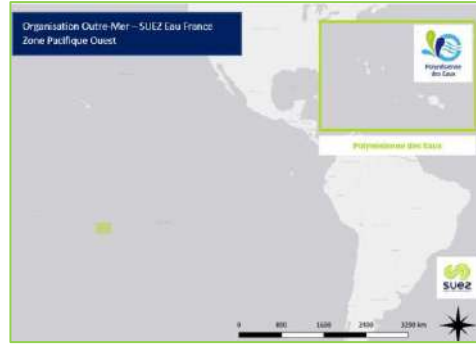 Organisation Outre-Mer – SUEZ Eau France
Zone Pacifique Ouest
Polynésienne
des Eaux
Polynésienne des Eaux
suez
0 800 1600 2400 3200 km